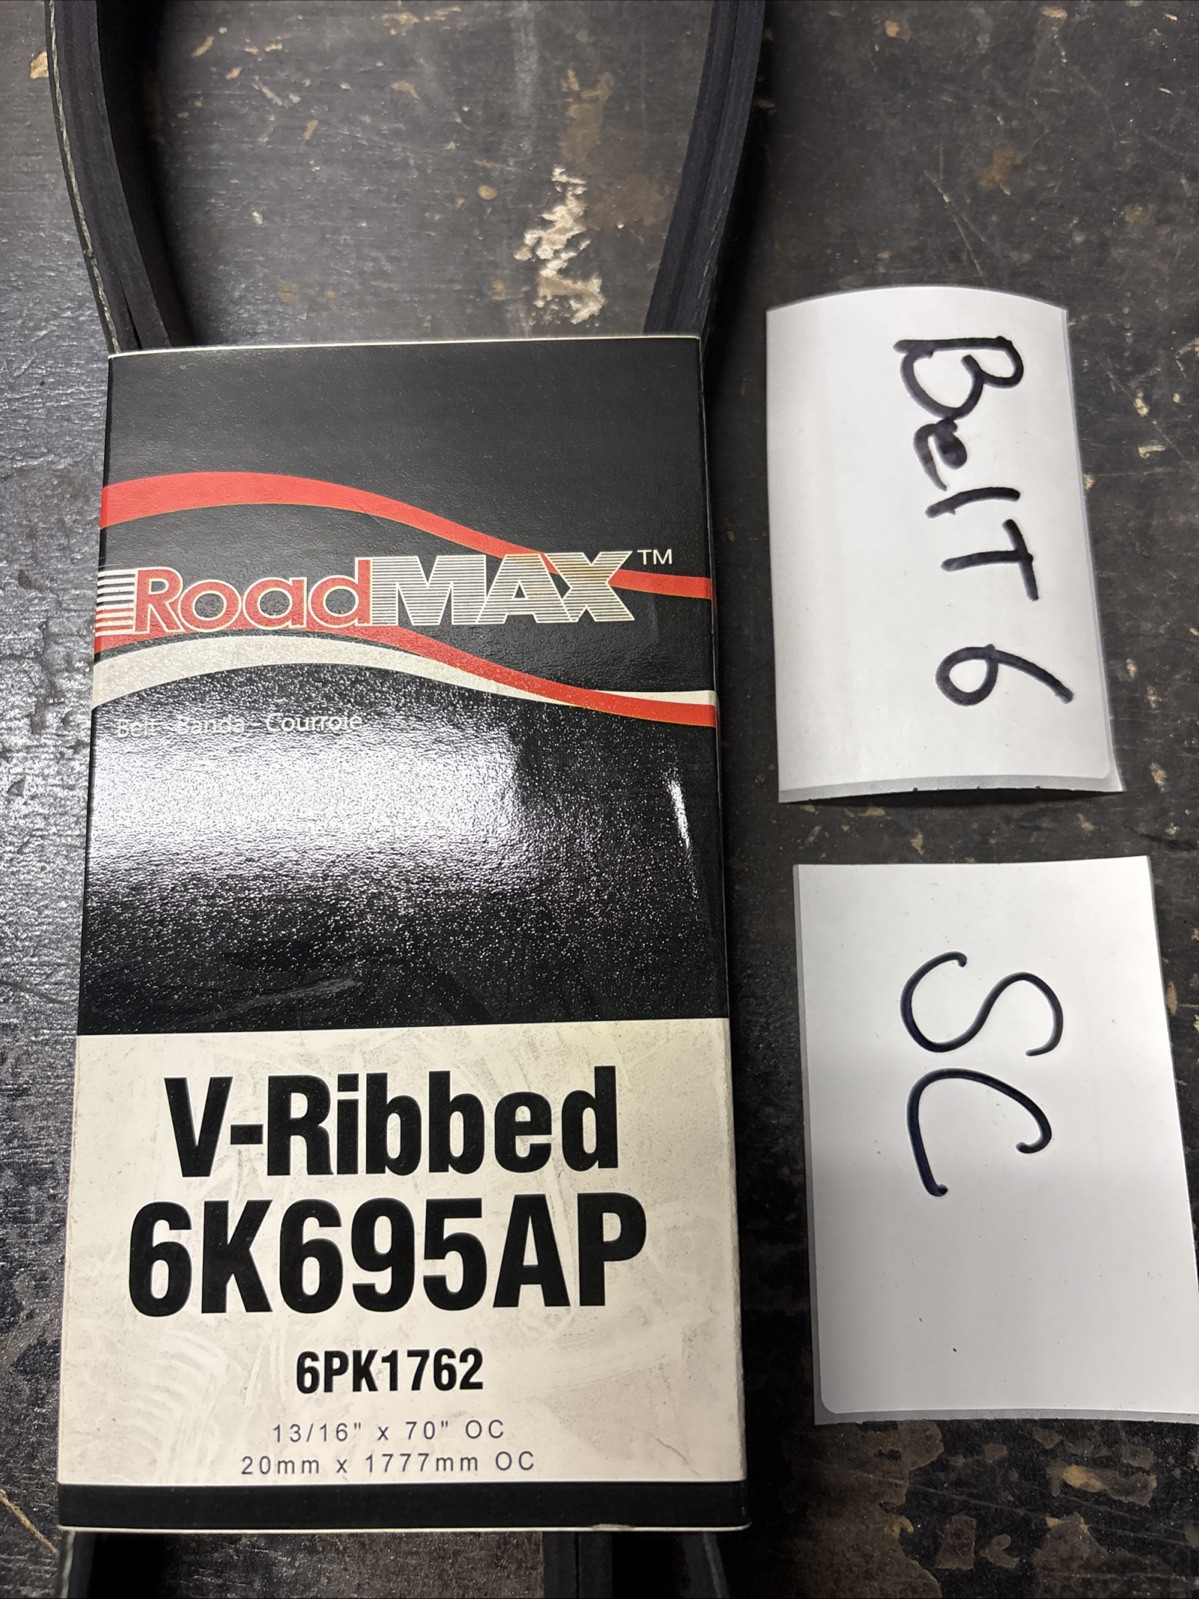 RoadMAX™
Belt - Banda - Courroie
V-Ribbed
6K695AP
6PK1762
13/16" x 70" OC
20mm x 1777mm OC
BelT 6
SC